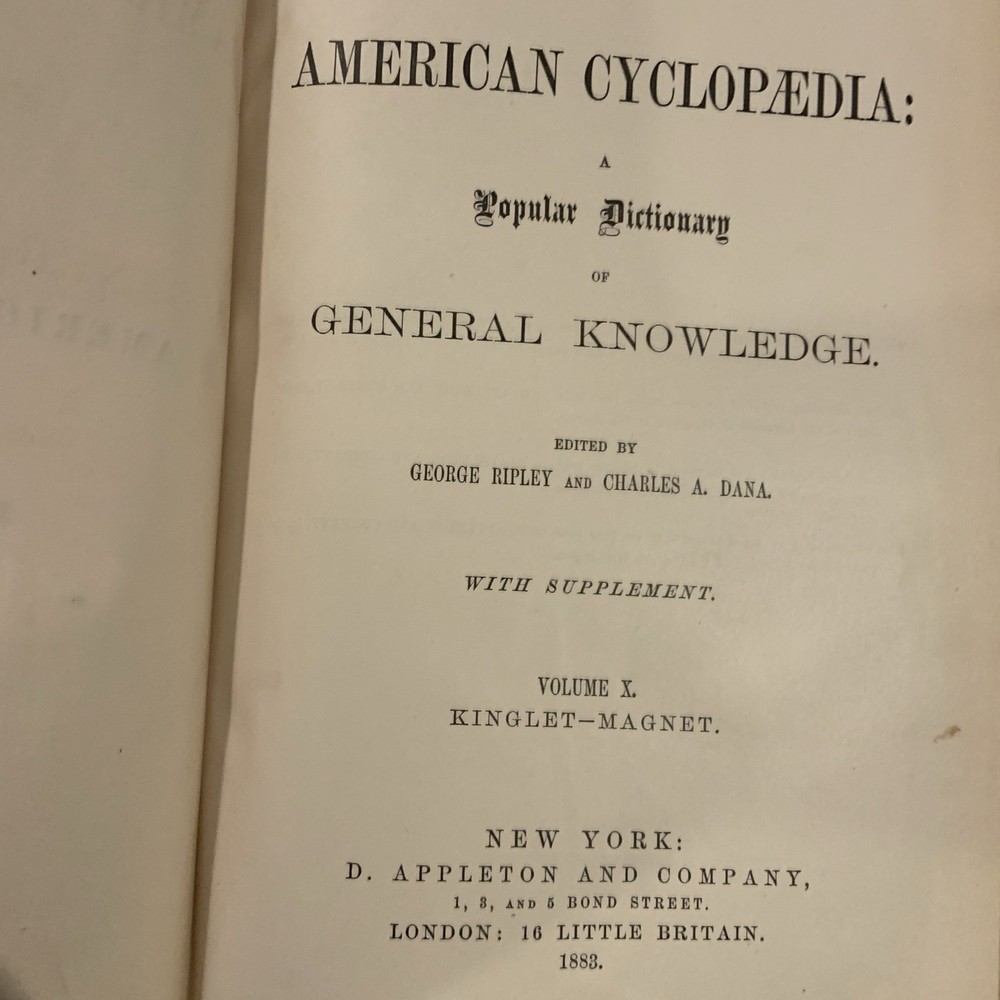 AMERICAN CYCLOPÆDIA:
A
Popular Dictionary
OF
GENERAL KNOWLEDGE.
EDITED BY
GEORGE RIPLEY AND CHARLES A. DANA.
WITH SUPPLEMENT.
VOLUME X.
KINGLET–MAGNET.
NEW YORK:
D. APPLETON AND COMPANY,
1, 3, AND 5 BOND STREET.
LONDON: 16 LITTLE BRITAIN.
1883.